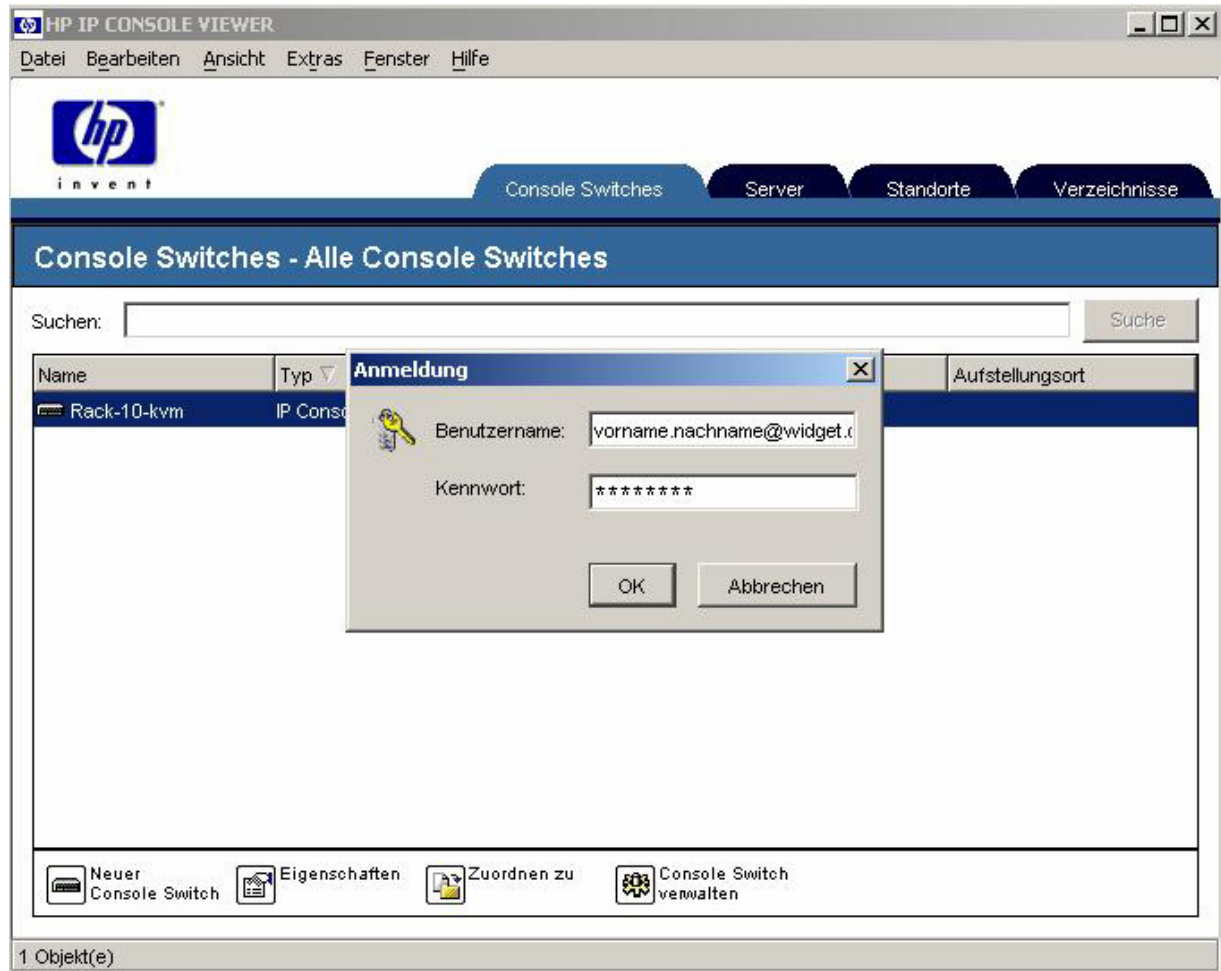 HP IP CONSOLE VIEWER
Datei Bearbeiten Ansicht Extras Fenster Hilfe
hp
invent
Console Switches Server Standorte Verzeichnisse
Console Switches - Alle Console Switches
Suchen: Suche
Name Typ Aufstellungsort
Rack-10-kvm IP
Anmeldung
Benutzername: vorname.nachname@widget.
Kennwort: ********
OK Abbrechen
Neuer Console Switch
Eigenschaften
Zuordnen zu
Console Switch verwalten
1 Objekt(e)